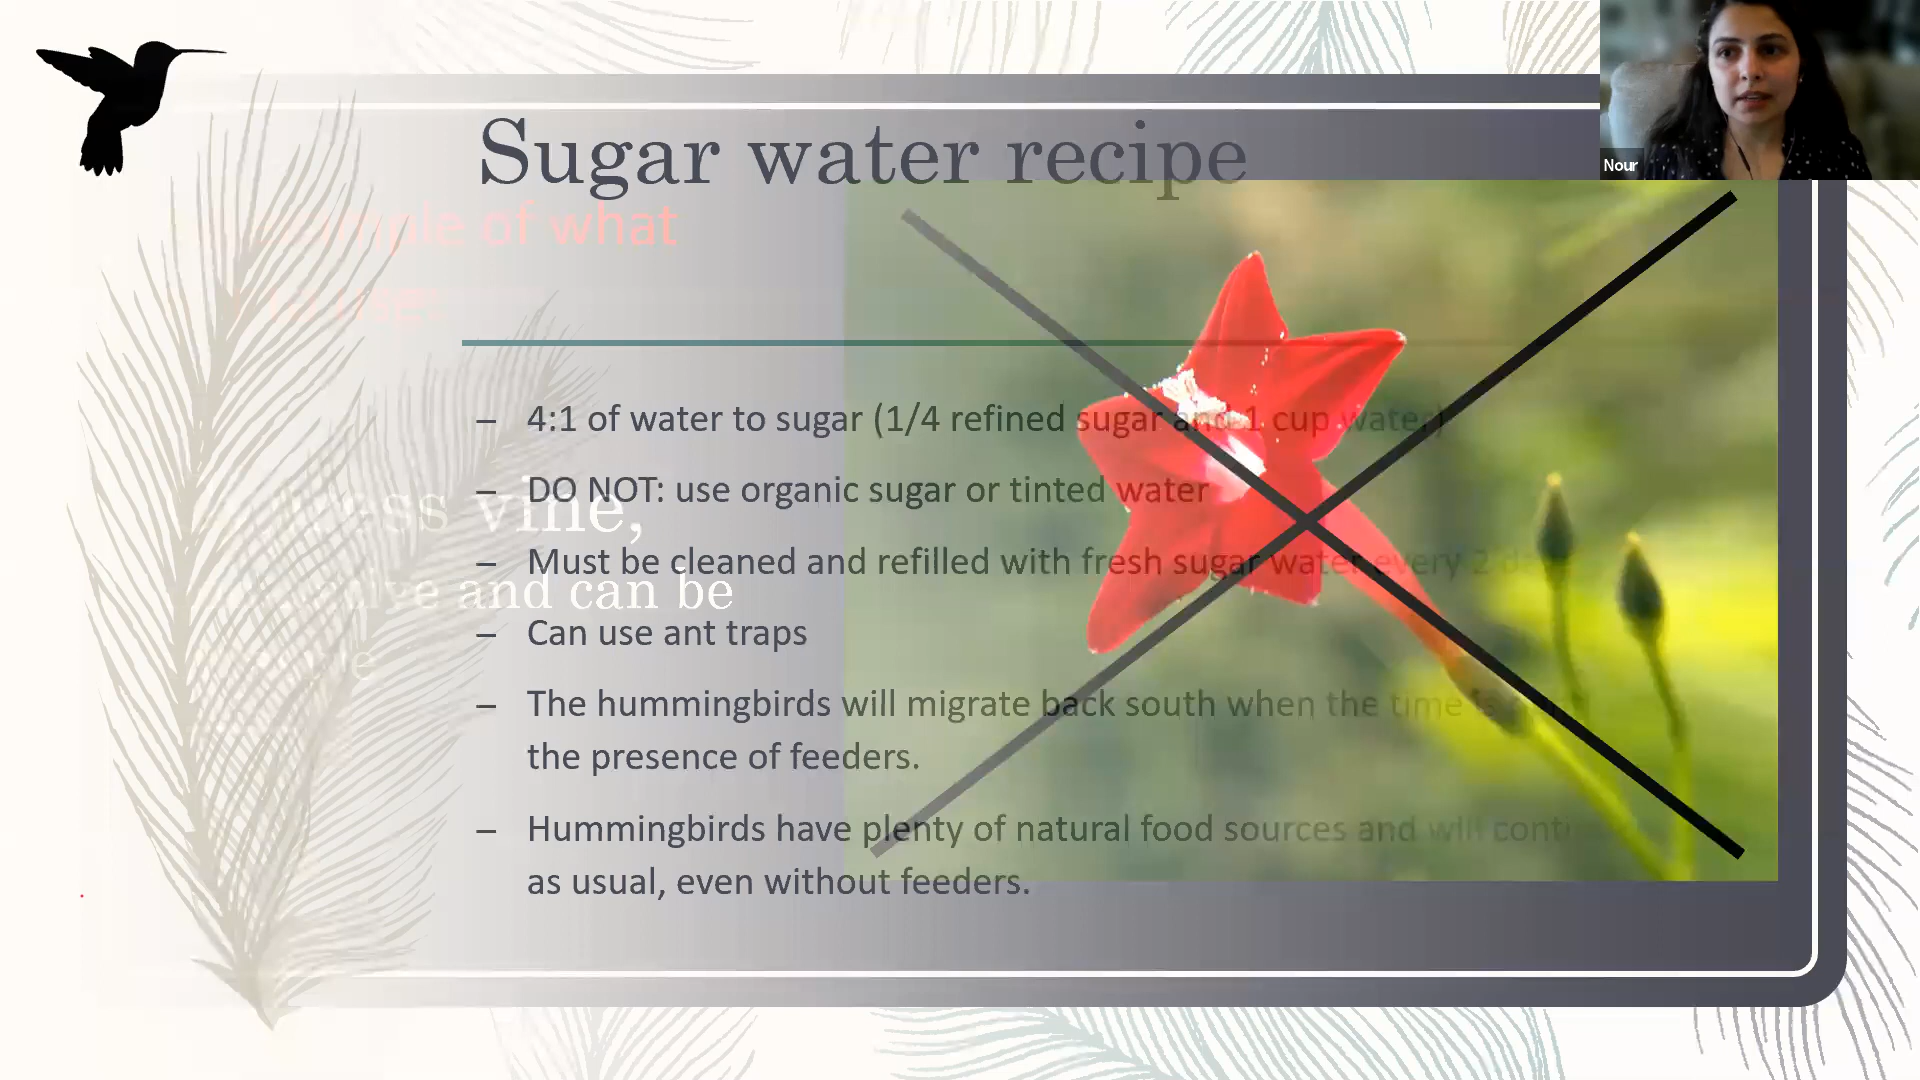 Nour
Sugar water recipe
of what
– 4:1 of water to sugar (1/4 refined sugar and 1 cup water)
– DO NOT: use organic sugar or tinted water
vine,
– Must be cleaned and refilled with fresh sugar water every 2
and can be
– Can use ant traps
– The hummingbirds will migrate back south when the time
the presence of feeders.
– Hummingbirds have plenty of natural food sources and will
as usual, even without feeders.